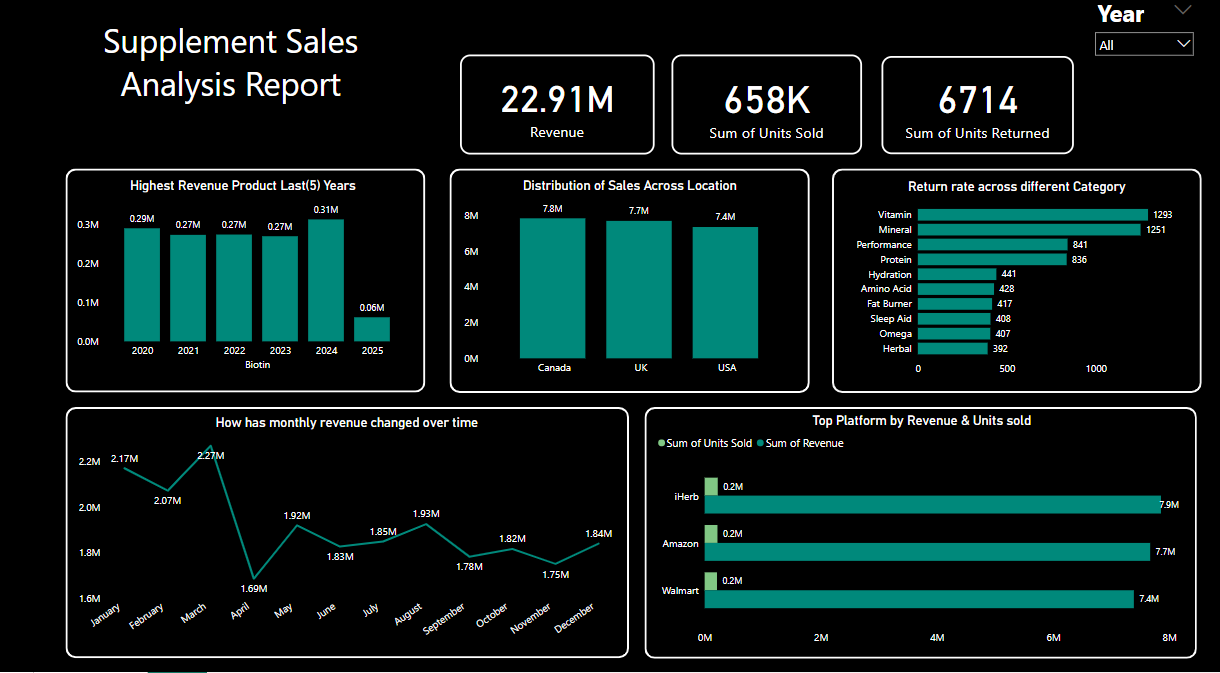 Supplement Sales
Analysis Report
Year
All
22.91M
Revenue
658K
Sum of Units Sold
6714
Sum of Units Returned
Highest Revenue Product Last(5) Years
0.3M
0.2M
0.1M
0.0M
0.29M
0.27M
0.27M
0.27M
0.31M
0.06M
2020
2021
2022
2023
2024
2025
Biotin
Distribution of Sales Across Location
8M
6M
4M
2M
0M
7.8M
7.7M
7.4M
Canada
UK
USA
Return rate across different Category
Vitamin 1293
Mineral 1251
Performance 841
Protein 836
Hydration 441
Amino Acid 428
Fat Burner 417
Sleep Aid 408
Omega 407
Herbal 392
0
500
1000
How has monthly revenue changed over time
2.2M
2.0M
1.8M
1.6M
2.17M
2.07M
2.27M
1.69M
1.92M
1.83M
1.85M
1.93M
1.78M
1.82M
1.75M
1.84M
January
February
March
April
May
June
July
August
September
October
November
December
Top Platform by Revenue & Units sold
Sum of Units Sold
Sum of Revenue
iHerb
0.2M
7.9M
Amazon
0.2M
7.7M
Walmart
0.2M
7.4M
0M
2M
4M
6M
8M